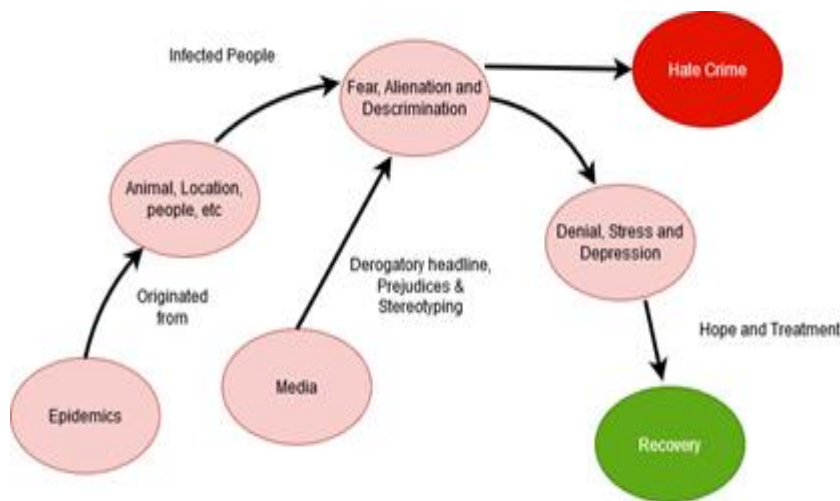 Infected People
Fear, Alienation and
Descrimination
Hate Crime
Animal, Location,
people, etc
Denial, Stress and
Depression
Derogatory headline,
Prejudices &
Stereotyping
Originated
from
Hope and Treatment
Media
Epidemics
Recovery